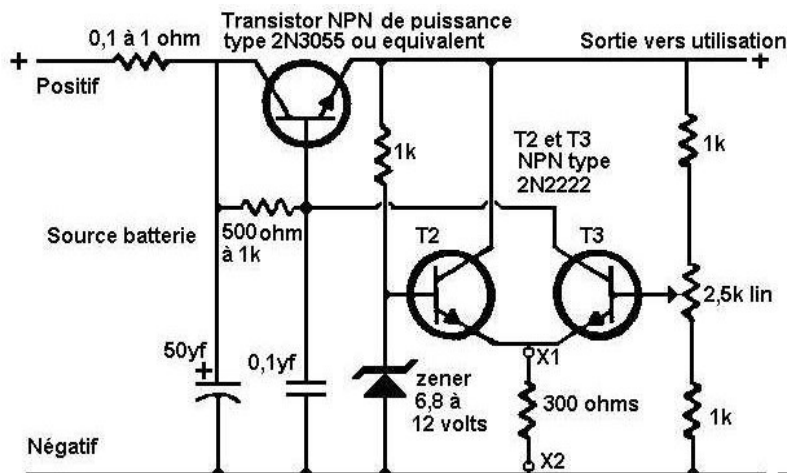 Transistor NPN de puissance
type 2N3055 ou equivalent
0,1 à 1 ohm
Sortie vers utilisation
+
+
Positif
1k
T2 et T3
NPN type
2N2222
1k
500 ohm
à 1k
Source batterie
T2
T3
2,5k lin
50yf
+
0,1yf
zener
6,8 à
12 volts
X1
300 ohms
1k
Négatif
X2